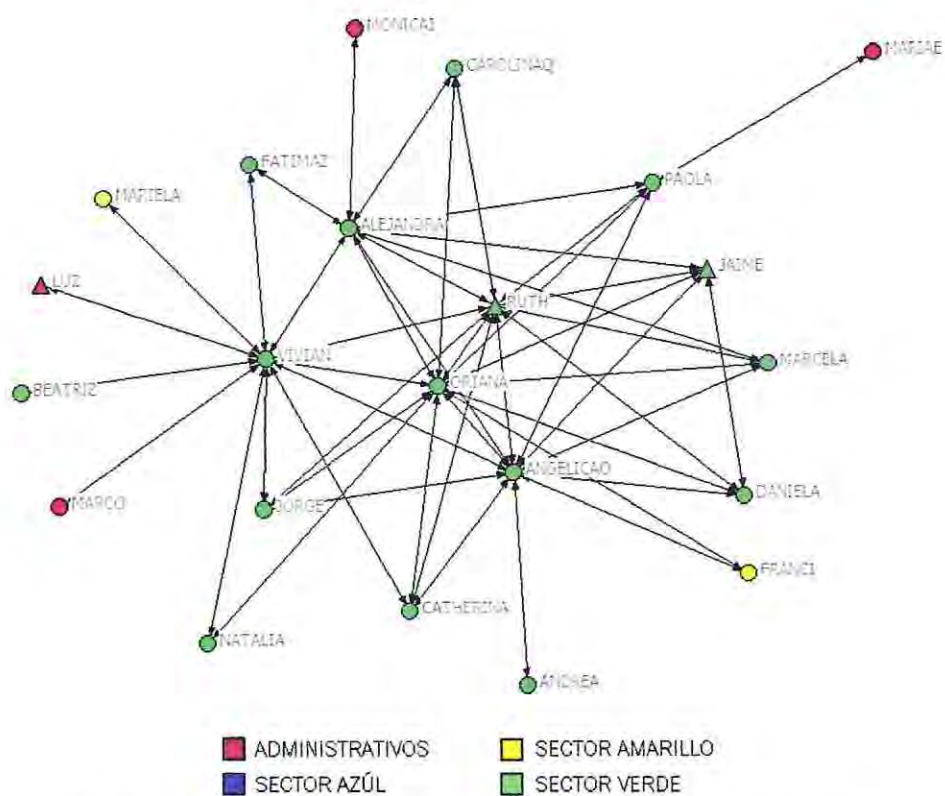 MONICAI
MARIAE
CAROLINAQ
FATIMAZ
PAOLA
MARIELA
ALEJANDRA
JAIME
LUZ
RUTH
VIVIAN
MARCELA
ORIANA
BEATRIZ
ANGELICAO
DANIELA
MARCO
JORGE
FRANCI
CATHERINA
NATALIA
ANDREA
ADMINISTRATIVOS
SECTOR AMARILLO
SECTOR AZÚL
SECTOR VERDE